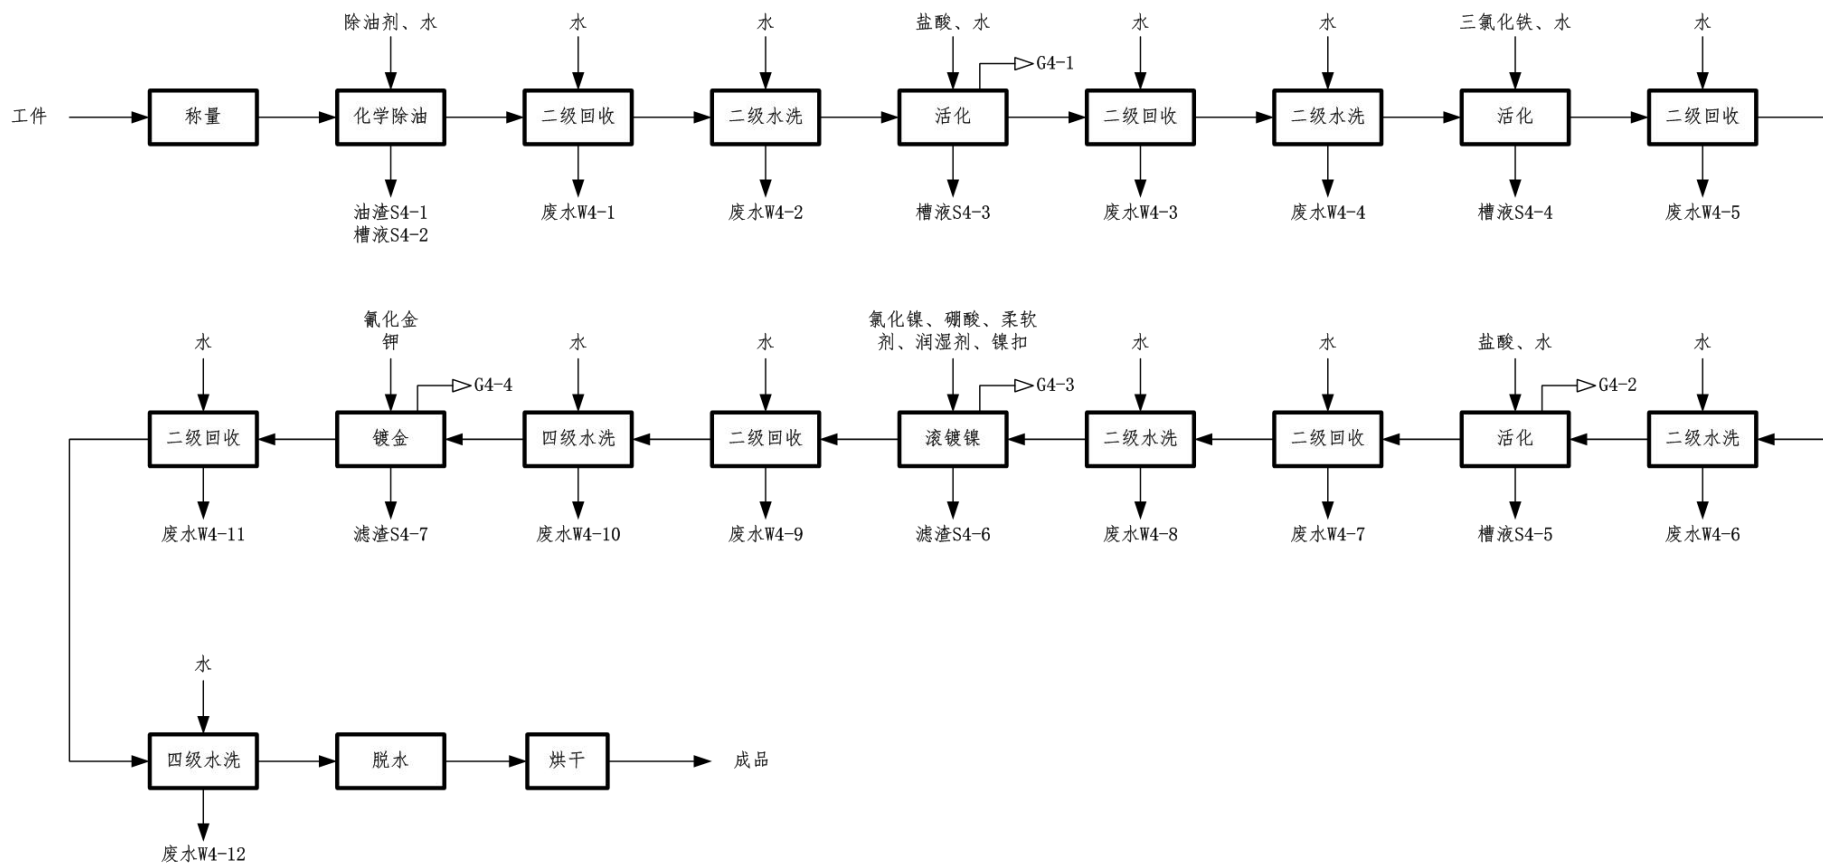 除油剂、水
水
水
盐酸、水
水
水
三氯化铁、水
水
G4-1
工件
称量
化学除油
二级回收
二级水洗
活化
二级回收
二级水洗
活化
二级回收
油渣S4-1
槽液S4-2
废水W4-1
废水W4-2
槽液S4-3
废水W4-3
废水W4-4
槽液S4-4
废水W4-5
水
氰化金
钾
水
水
氯化镍、硼酸、柔软
剂、润湿剂、镍扣
水
水
盐酸、水
水
G4-4
G4-3
G4-2
二级回收
镀金
四级水洗
二级回收
滚镀镍
二级水洗
二级回收
活化
二级水洗
废水W4-11
滤渣S4-7
废水W4-10
废水W4-9
滤渣S4-6
废水W4-8
废水W4-7
槽液S4-5
废水W4-6
水
四级水洗
脱水
烘干
成品
废水W4-12